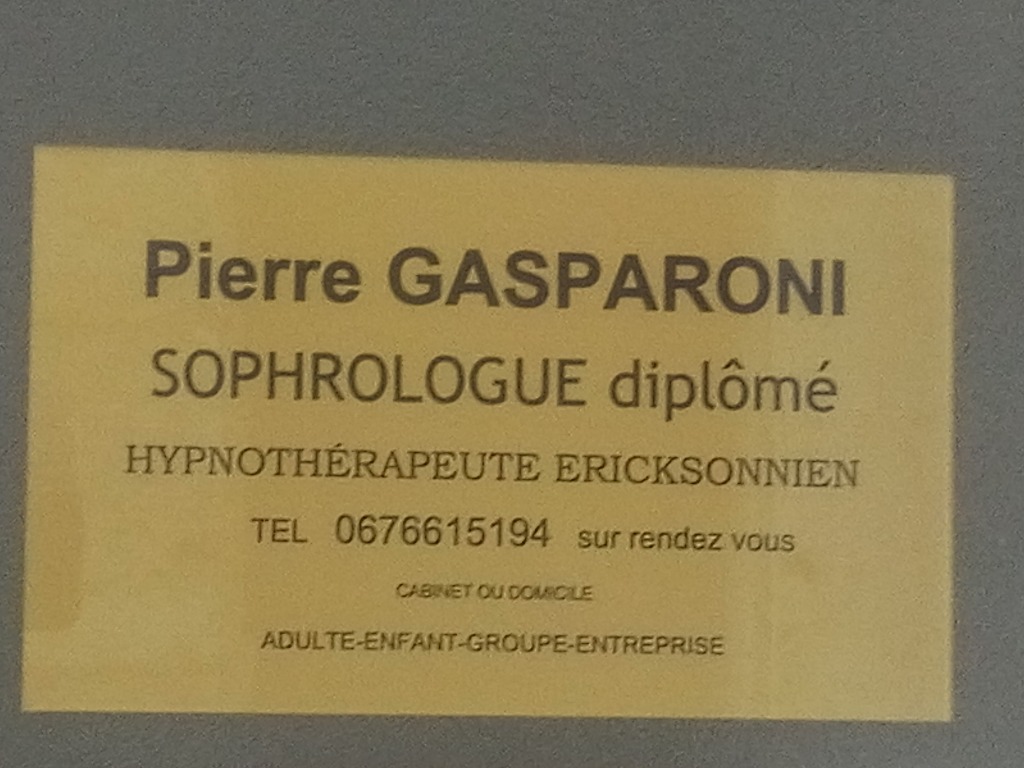 Pierre GASPARONI
SOPHROLOGUE diplômé
HYPNOTHÉRAPEUTE ERICKSONNIEN
TEL 0676615194 sur rendez vous
CABINET OU DOMICILE
ADULTE-ENFANT-GROUPE-ENTREPRISE